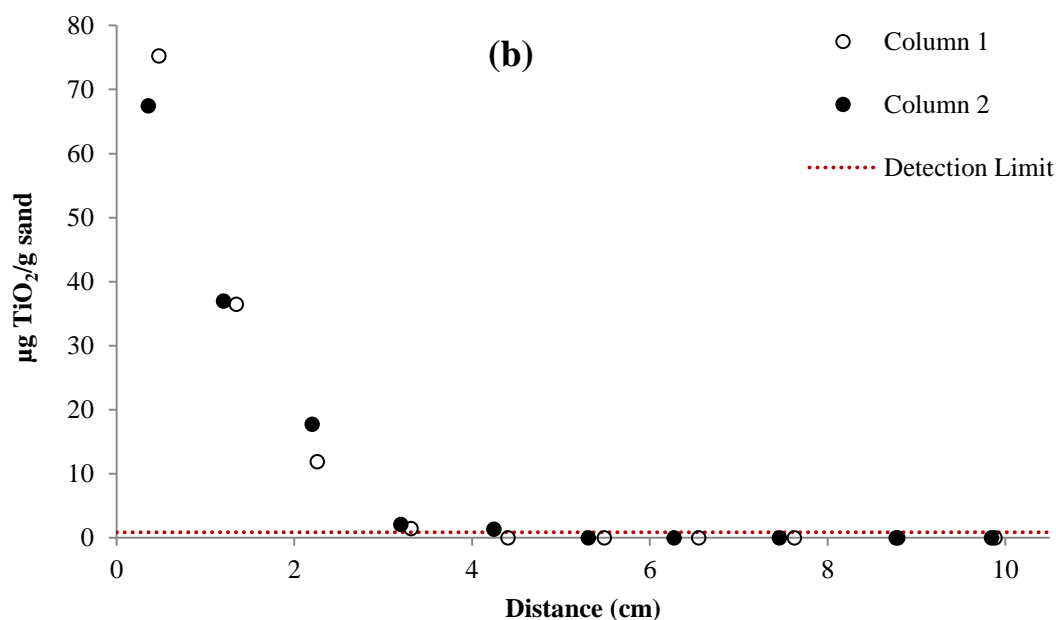 (b)
Column 1
Column 2
Detection Limit
µg TiO₂/g sand
80
70
60
50
40
30
20
10
0
0 2 4 6 8 10
Distance (cm)